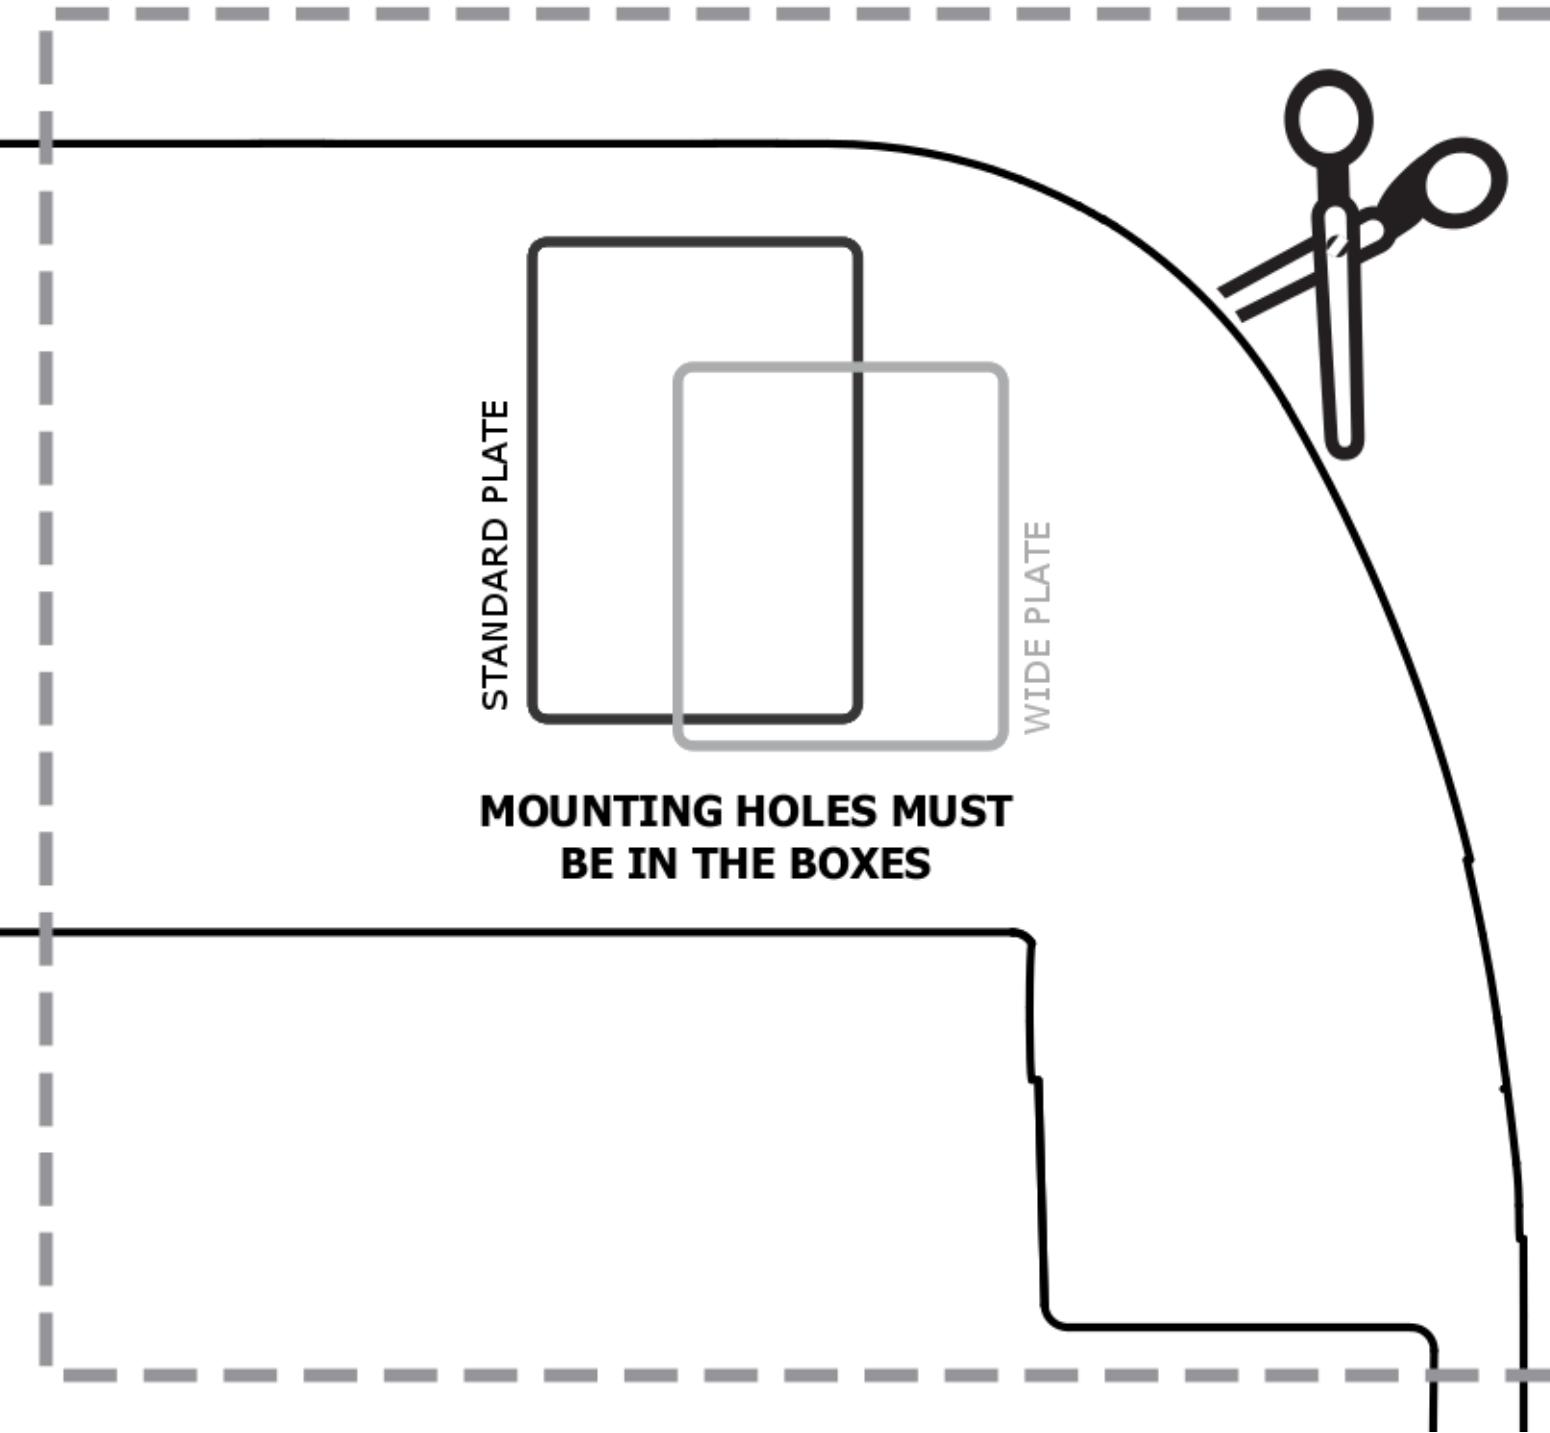 STANDARD PLATE
WIDE PLATE
MOUNTING HOLES MUST
BE IN THE BOXES